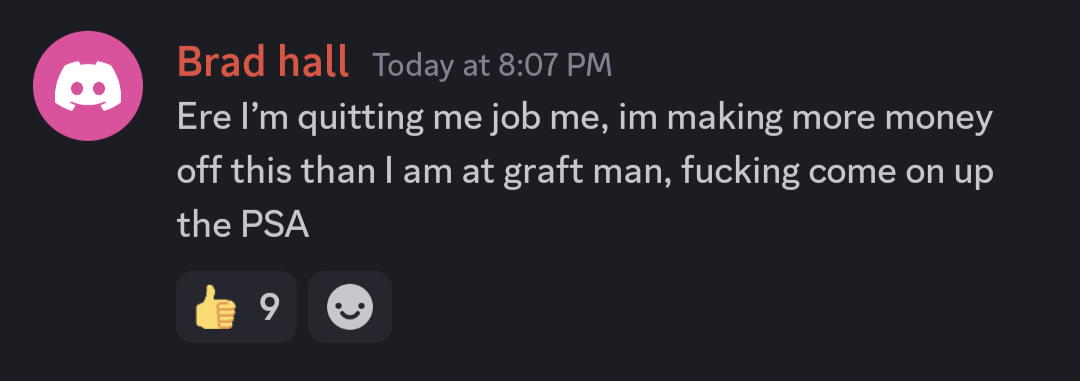 Brad hall Today at 8:07 PM
Ere I’m quitting me job me, im making more money
off this than I am at graft man, fucking come on up
the PSA
9